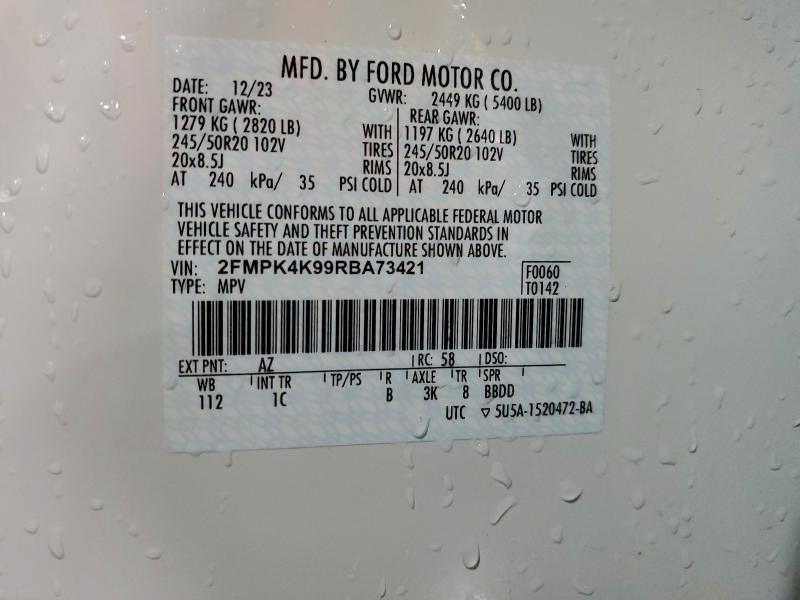 MFD. BY FORD MOTOR CO.
DATE: 12/23 GVWR: 2449 KG ( 5400 LB)
FRONT GAWR: REAR GAWR:
1279 KG ( 2820 LB) WITH 1197 KG ( 2640 LB) WITH
245/50R20 102V TIRES 245/50R20 102V TIRES
20x8.5J RIMS 20x8.5J RIMS
AT 240 kPa/ 35 PSI COLD AT 240 kPa/ 35 PSI COLD
THIS VEHICLE CONFORMS TO ALL APPLICABLE FEDERAL MOTOR
VEHICLE SAFETY AND THEFT PREVENTION STANDARDS IN
EFFECT ON THE DATE OF MANUFACTURE SHOWN ABOVE.
VIN: 2FMPK4K99RBA73421 F0060
TYPE: MPV T0142
EXT PNT: AZ RC: 58 DSO:
WB INT TR TP/PS R AXLE TR SPR
112 1C B 3K 8 BBDD
UTC ▽ 5U5A-1520472-BA